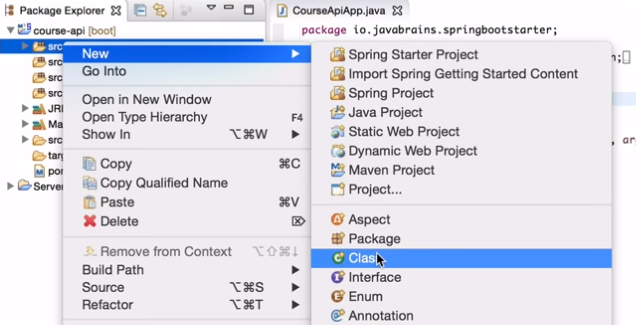 Package Explorer
CourseApiApp.java
course-api [boot]
package io.javabrains.springbootstarter;
src
New
Go Into
Open in New Window
Open Type Hierarchy F4
Show In ⌥⌘W
Copy ⌘C
Copy Qualified Name
Paste ⌘V
Delete ⌦
Remove from Context ⌥⇧⌘↓
Build Path
Source ⌥⌘S
Refactor ⌥⌘T
Spring Starter Project
Import Spring Getting Started Content
Spring Project
Java Project
Static Web Project
Dynamic Web Project
Maven Project
Project...
Aspect
Package
Class
Interface
Enum
Annotation
src
src
src
JR
Ma
src
tar
pon
Server
n;
, ar